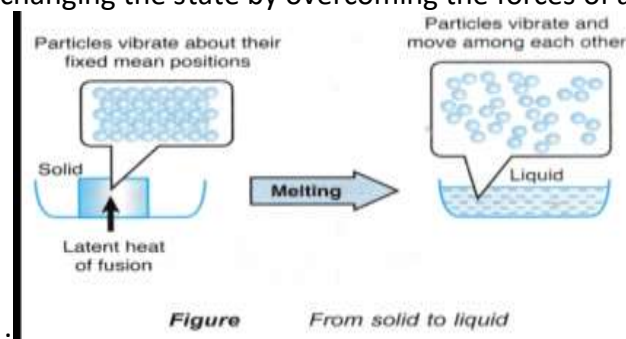 changing the state by overcoming the forces of
Particles vibrate about their
fixed mean positions
Particles vibrate and
move among each other
Solid
Liquid
Melting
Latent heat
of fusion
Figure From solid to liquid